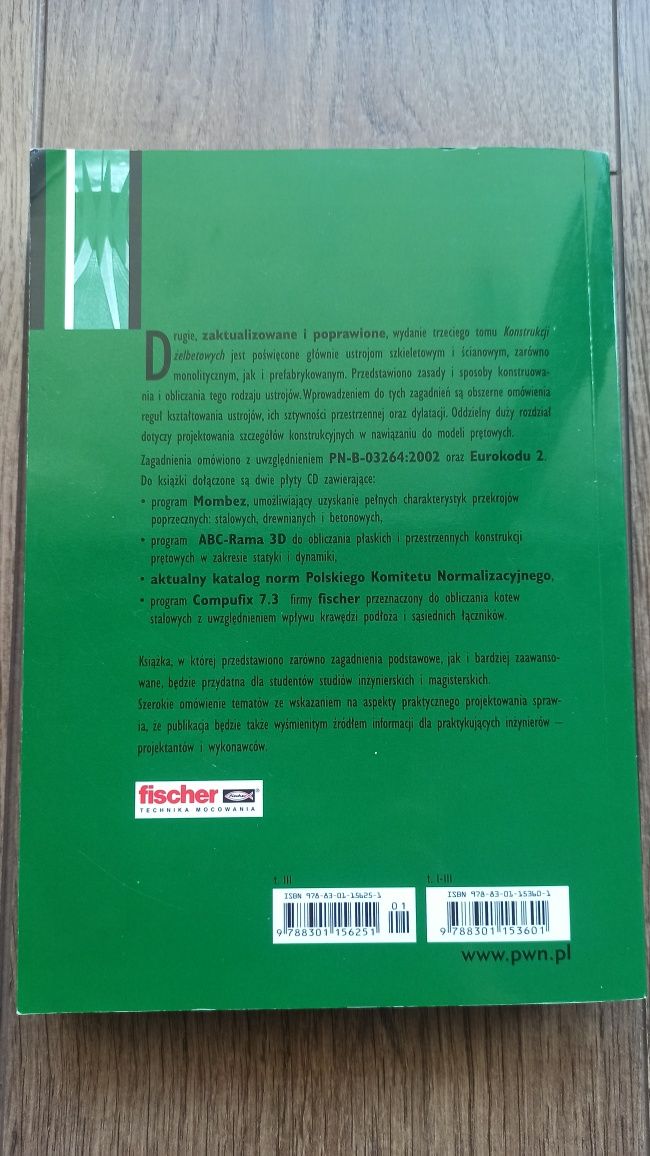 Drugie, zaktualizowane i poprawione, wydanie trzeciego tomu Konstrukcji
żelbetowych jest poświęcone głównie ustrojom szkieletowym i ścianowym, zarówno
monolitycznym, jak i prefabrykowanym. Przedstawiono zasady i sposoby konstruowa-
nia i obliczania tego rodzaju ustrojów. Wprowadzeniem do tych zagadnień są obszerne omówienia
reguł kształtowania ustrojów, ich sztywności przestrzennej oraz dylatacji. Oddzielny duży rozdział
dotyczy projektowania szczegółów konstrukcyjnych w nawiązaniu do modeli prętowych.
Zagadnienia omówiono z uwzględnieniem PN-B-03264:2002 oraz Eurokodu 2.
Do książki dołączone są dwie płyty CD zawierające:
• program Mombez, umożliwiający uzyskanie pełnych charakterystyk przekrojów
poprzecznych: stalowych, drewnianych i betonowych,
• program ABC-Rama 3D do obliczania płaskich i przestrzennych konstrukcji
prętowych w zakresie statyki i dynamiki,
• aktualny katalog norm Polskiego Komitetu Normalizacyjnego,
• program Compufix 7.3 firmy fischer przeznaczony do obliczania kotew
stalowych z uwzględnieniem wpływu krawędzi podłoża i sąsiednich łączników.
Książka, w której przedstawiono zarówno zagadnienia podstawowe, jak i bardziej zaawanso-
wane, będzie przydatna dla studentów studiów inżynierskich i magisterskich.
Szerokie omówienie tematów ze wskazaniem na aspekty praktycznego projektowania spraw-
ia, że publikacja będzie także wyśmienitym źródłem informacji dla praktykujących inżynierów –
projektantów i wykonawców.
fischer fischer ®
TECHNIKA MOCOWANIA
t. III
ISBN 978-83-01-15625-1
01
9 788301 156251
t. I-III
ISBN 978-83-01-15360-1
9 788301 153601
www.pwn.pl